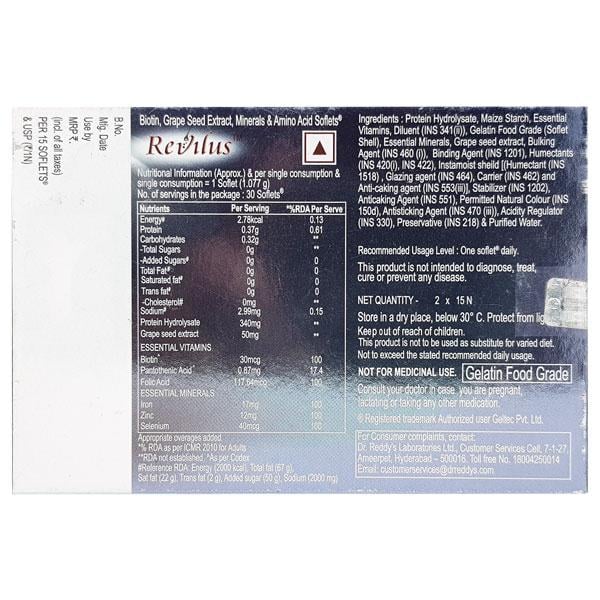 B.No.
Mfg. Date
Use by
MRP ₹.
(incl. of all taxes)
PER 15 SOFLETS®
& USP (₹/1N)
Biotin, Grape Seed Extract, Minerals & Amino Acid Soflets®
Revilus
Nutritional Information (Approx.) & per single consumption &
single consumption = 1 Soflet (1.077 g)
No. of servings in the package : 30 Soflets®
Nutrients Per Serving *%RDA Per Serve
Energy# 2.78kcal 0.13
Protein 0.37g 0.61
Carbohydrates 0.32g **
-Total Sugars 0g **
-Added Sugars# 0g 0
Total Fat# 0g 0
Saturated fat# 0g 0
Trans fat# 0g 0
-Cholesterol# 0mg **
Sodium# 2.99mg 0.15
Protein Hydrolysate 340mg **
Grape seed extract 50mg **
ESSENTIAL VITAMINS
Biotin^ 30mcg 100
Pantothenic Acid^ 0.87mg 17.4
Folic Acid 117.64mcg 100
ESSENTIAL MINERALS
Iron 17mg 100
Zinc 12mg 100
Selenium 40mcg 100
Appropriate overages added.
*% RDA as per ICMR 2010 for Adults
**RDA not established. ^As per Codex
#Reference RDA: Energy (2000 kcal), Total fat (67 g),
Sat fat (22 g), Trans fat (2 g), Added sugar (50 g), Sodium (2000 mg)
Ingredients : Protein Hydrolysate, Maize Starch, Essential
Vitamins, Diluent (INS 341(ii)), Gelatin Food Grade (Soflet
Shell), Essential Minerals, Grape seed extract, Bulking
Agent (INS 460 (i)), Binding Agent (INS 1201), Humectants
(INS 420(i), INS 422), Instamoist sheild [(Humectant (INS
1518) , Glazing agent (INS 464), Carrier (INS 462) and
Anti-caking agent (INS 553(iii)], Stabilizer (INS 1202),
Anticaking Agent (INS 551), Permitted Natural Colour (INS
150d), Antisticking Agent (INS 470 (iii)), Acidity Regulator
(INS 330), Preservative (INS 218) & Purified Water.
Recommended Usage Level : One soflet® daily.
This product is not intended to diagnose, treat,
cure or prevent any disease.
NET QUANTITY - 2 x 15 N
Store in a dry place, below 30° C. Protect from lig
Keep out of reach of children.
This product is not to be used as substitute for varied diet.
Not to exceed the stated recommended daily usage.
NOT FOR MEDICINAL USE. Gelatin Food Grade
Consult your doctor in case you are pregnant,
lactating or taking any other medication.
® Registered trademark Authorized user Geltec Pvt. Ltd.
For Consumer complaints, contact:
Dr. Reddy's Laboratories Ltd., Customer Services Cell, 7-1-27,
Ameerpet, Hyderabad – 500016. Toll free No. 18004250014
Email: customerservices@drreddys.com